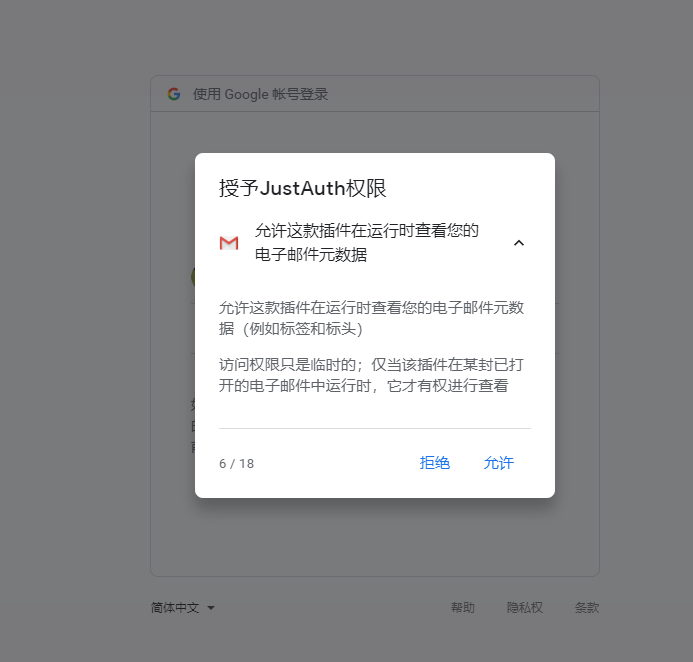 使用 Google 帐号登录
授予JustAuth权限
允许这款插件在运行时查看您的
电子邮件元数据
允许这款插件在运行时查看您的电子邮件元数
据（例如标签和标头）
访问权限只是临时的；仅当该插件在某封已打
开的电子邮件中运行时，它才有权进行查看
6 / 18
拒绝
允许
简体中文
帮助
隐私权
条款